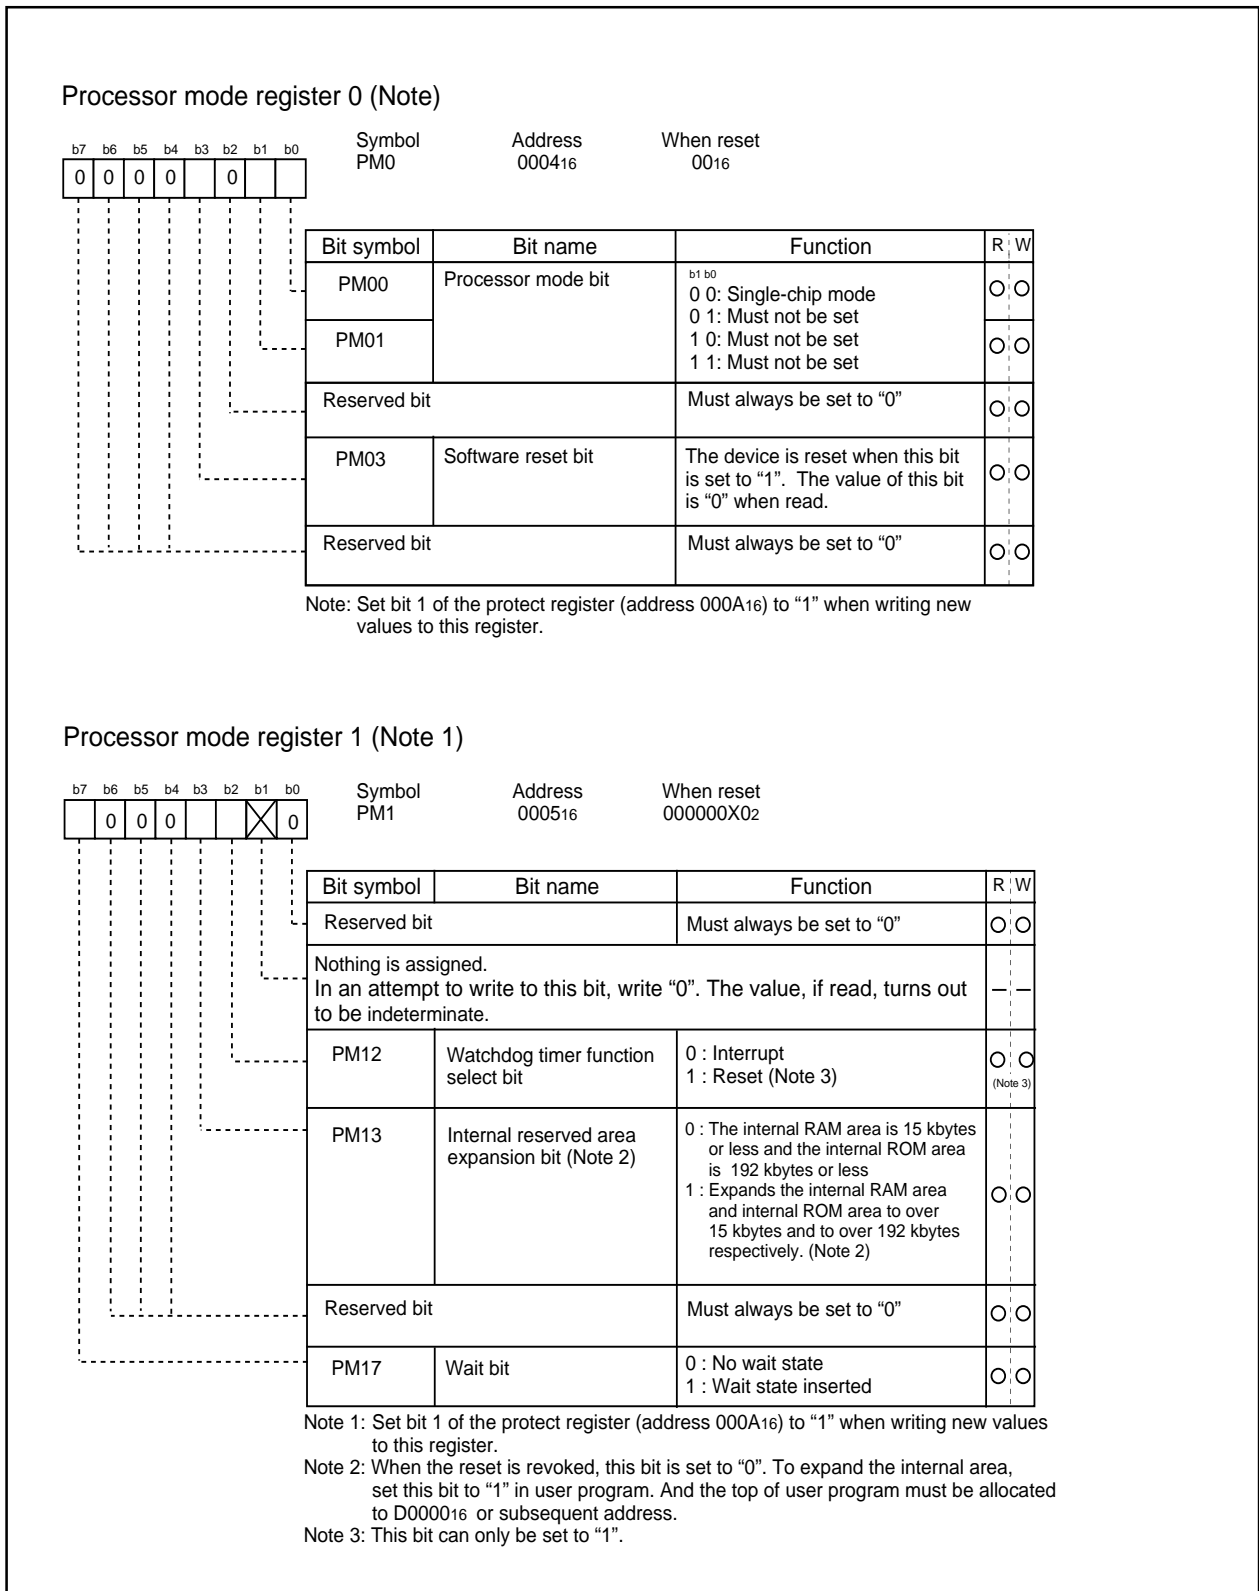 Processor mode register 0 (Note)
Symbol Address When reset
b7 b6 b5 b4 b3 b2 b1 b0
PM0 000416 0016
0 0 0 0 0
Bit symbol Bit name Function R W
PM00 Processor mode bit b1 b0
0 0: Single-chip mode
0 1: Must not be set
PM01 1 0: Must not be set
1 1: Must not be set
Reserved bit Must always be set to “0”
PM03 Software reset bit The device is reset when this bit
is set to “1”. The value of this bit
is “0” when read.
Reserved bit Must always be set to “0”
Note: Set bit 1 of the protect register (address 000A16) to “1” when writing new
values to this register.
Processor mode register 1 (Note 1)
Symbol Address When reset
b7 b6 b5 b4 b3 b2 b1 b0
PM1 000516 000000X02
0 0 0 0
Bit symbol Bit name Function R W
Reserved bit Must always be set to “0”
Nothing is assigned.
In an attempt to write to this bit, write “0”. The value, if read, turns out – –
to be indeterminate.
PM12 Watchdog timer function 0 : Interrupt
select bit 1 : Reset (Note 3) (Note 3)
PM13 Internal reserved area 0 : The internal RAM area is 15 kbytes
expansion bit (Note 2) or less and the internal ROM area
is 192 kbytes or less
1 : Expands the internal RAM area
and internal ROM area to over
15 kbytes and to over 192 kbytes
respectively. (Note 2)
Reserved bit Must always be set to “0”
PM17 Wait bit 0 : No wait state
1 : Wait state inserted
Note 1: Set bit 1 of the protect register (address 000A16) to “1” when writing new values
to this register.
Note 2: When the reset is revoked, this bit is set to “0”. To expand the internal area,
set this bit to “1” in user program. And the top of user program must be allocated
to D000016 or subsequent address.
Note 3: This bit can only be set to “1”.